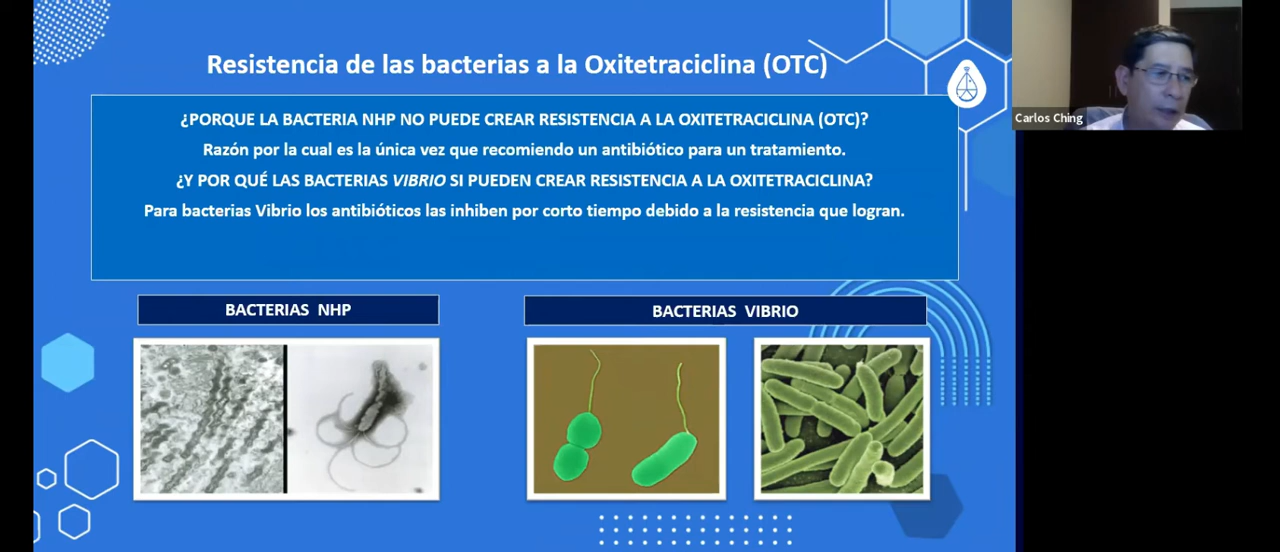 Resistencia de las bacterias a la Oxitetraciclina (OTC)
¿PORQUE LA BACTERIA NHP NO PUEDE CREAR RESISTENCIA A LA OXITETRACICLINA (OTC)?
Razón por la cual es la única vez que recomiendo un antibiótico para un tratamiento.
¿Y POR QUÉ LAS BACTERIAS VIBRIO SI PUEDEN CREAR RESISTENCIA A LA OXITETRACICLINA?
Para bacterias Vibrio los antibióticos las inhiben por corto tiempo debido a la resistencia que logran.
BACTERIAS NHP
BACTERIAS VIBRIO
Carlos Ching